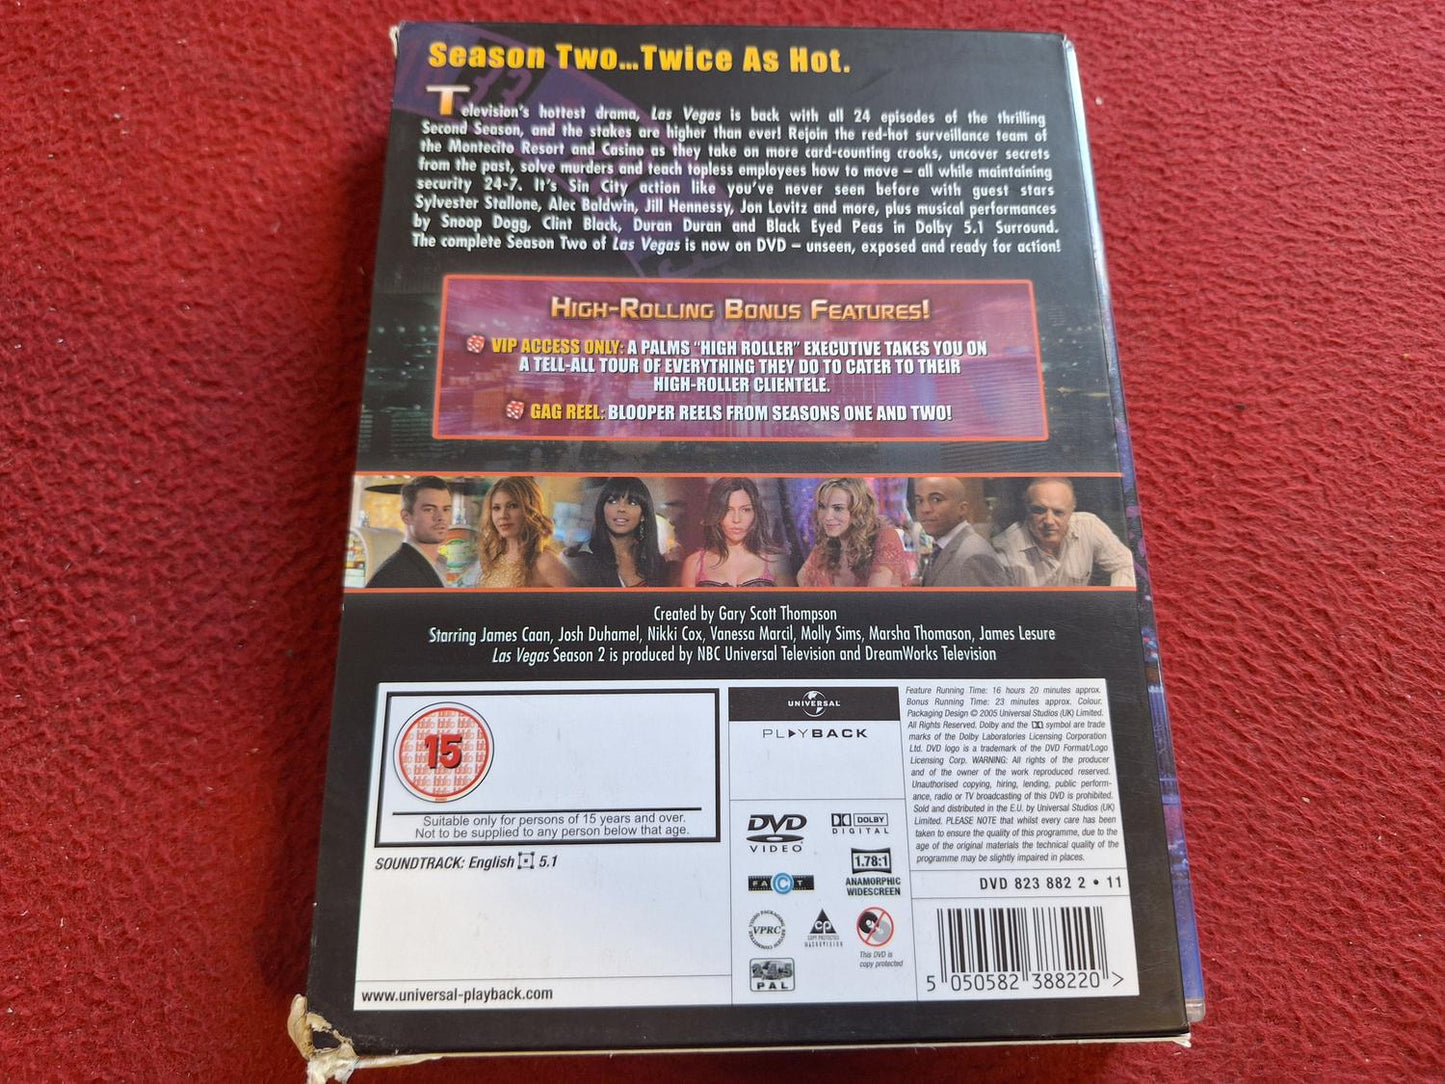 Season Two...Twice As Hot.
Television's hottest drama, Las Vegas is back with all 24 episodes of the thrilling
Second Season, and the stakes are higher than ever! Rejoin the red-hot surveillance team of
the Montecito Resort and Casino as they take on more card-counting crooks, uncover secrets
from the past, solve murders and teach topless employees how to move – all while maintaining
security 24-7. It's Sin City action like you've never seen before with guest stars
Sylvester Stallone, Alec Baldwin, Jill Hennessy, Jon Lovitz and more, plus musical performances
by Snoop Dogg, Clint Black, Duran Duran and Black Eyed Peas in Dolby 5.1 Surround.
The complete Season Two of Las Vegas is now on DVD – unseen, exposed and ready for action!
High-Rolling Bonus Features!
VIP ACCESS ONLY: A PALMS "HIGH ROLLER" EXECUTIVE TAKES YOU ON
A TELL-ALL TOUR OF EVERYTHING THEY DO TO CATER TO THEIR
HIGH-ROLLER CLIENTELE.
GAG REEL: BLOOPER REELS FROM SEASONS ONE AND TWO!
Created by Gary Scott Thompson
Starring James Caan, Josh Duhamel, Nikki Cox, Vanessa Marcil, Molly Sims, Marsha Thomason, James Lesure
Las Vegas Season 2 is produced by NBC Universal Television and DreamWorks Television
15
Suitable only for persons of 15 years and over.
Not to be supplied to any person below that age.
SOUNDTRACK: English 5.1
www.universal-playback.com
UNIVERSAL
PLAYBACK
DVD
VIDEO
DOLBY
DIGITAL
1.78:1
ANAMORPHIC
WIDESCREEN
FACT
VPRC
CP
COPY PROTECTED
MACROVISION
This DVD is
copy protected
2+5
PAL
Feature Running Time: 16 hours 20 minutes approx.
Bonus Running Time: 23 minutes approx. Colour.
Packaging Design © 2005 Universal Studios (UK) Limited.
All Rights Reserved. Dolby and the symbol are trade
marks of the Dolby Laboratories Licensing Corporation
Ltd. DVD logo is a trademark of the DVD Format/Logo
Licensing Corp. WARNING: All rights of the producer
and of the owner of the work reproduced reserved.
Unauthorised copying, hiring, lending, public perform-
ance, radio or TV broadcasting of this DVD is prohibited.
Sold and distributed in the E.U. by Universal Studios (UK)
Limited. PLEASE NOTE that whilst every care has been
taken to ensure the quality of this programme, due to the
age of the original materials the technical quality of the
programme may be slightly impaired in places.
DVD 823 882 2 • 11
5 050582 388220 >